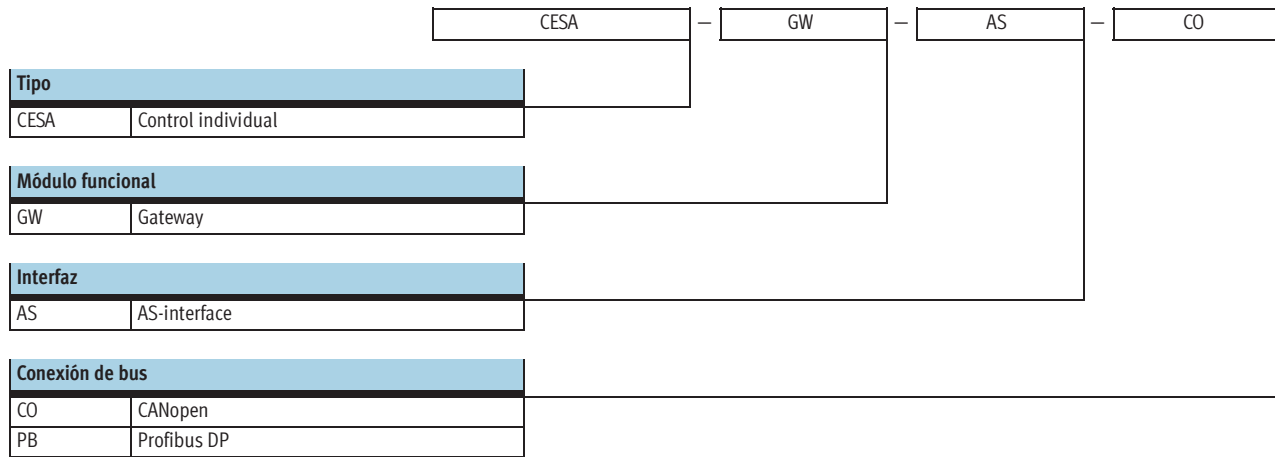 CESA – GW – AS – CO
Tipo
CESA Control individual
Módulo funcional
GW Gateway
Interfaz
AS AS-interface
Conexión de bus
CO CANopen
PB Profibus DP